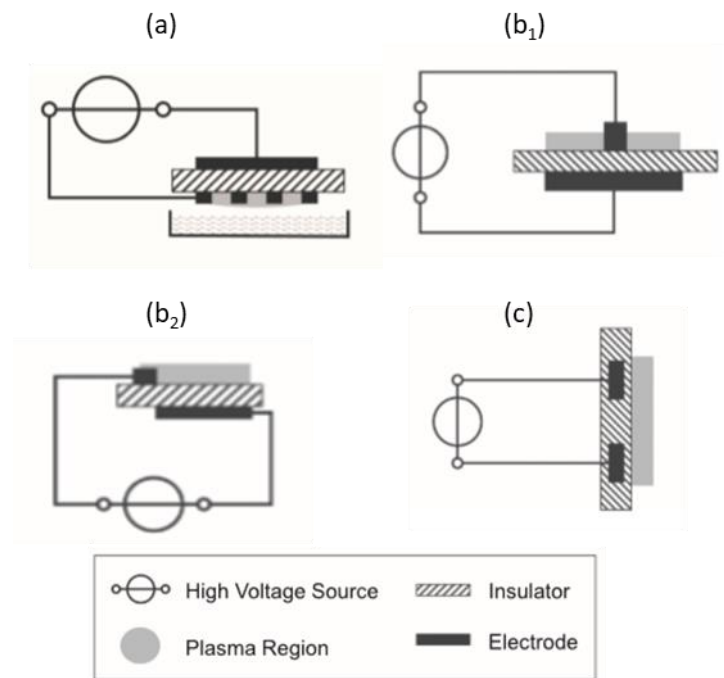 (a)
(b₁)
(b₂)
(c)
High Voltage Source
Insulator
Plasma Region
Electrode